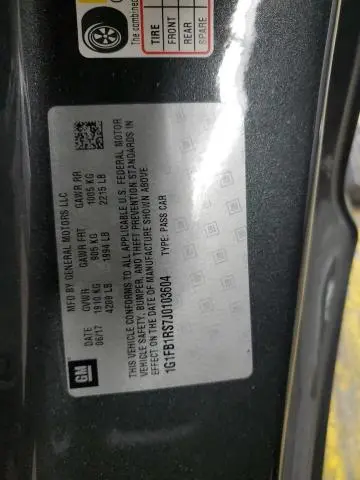 The combined
TIRE
FRONT
REAR
SPARE
MFD BY GENERAL MOTORS LLC
DATE GVWR GAWR FRT GAWR RR
06/17 1910 KG 905 KG 1005 KG
4209 LB 1994 LB 2215 LB
THIS VEHICLE CONFORMS TO ALL APPLICABLE U.S. FEDERAL MOTOR
VEHICLE SAFETY, BUMPER, AND THEFT PREVENTION STANDARDS IN
EFFECT ON THE DATE OF MANUFACTURE SHOWN ABOVE
1G1FB1RS7J0103604 TYPE: PASS CAR
GM